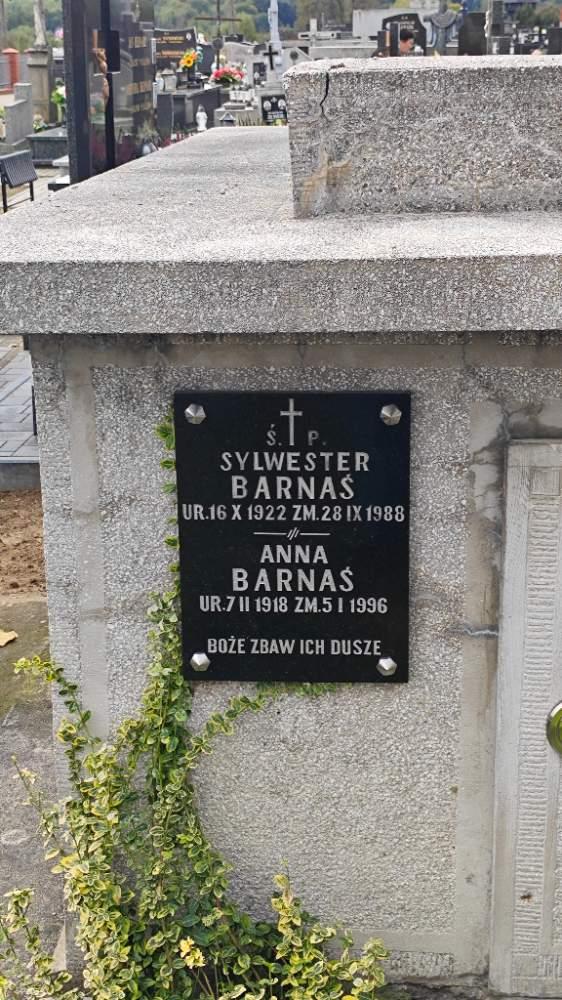 Ś. P.
SYLWESTER
BARNAŚ
UR.16 X 1922 ZM.28 IX 1988
ANNA
BARNAŚ
UR.7 II 1918 ZM.5 I 1996
BOŻE ZBAW ICH DUSZE